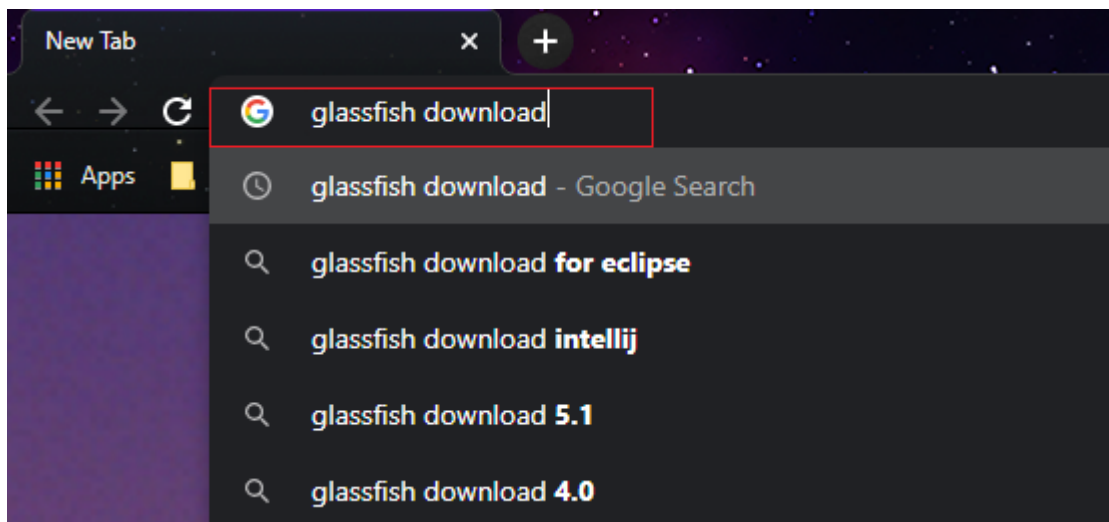 New Tab
glassfish download
Apps
glassfish download - Google Search
glassfish download for eclipse
glassfish download intellij
glassfish download 5.1
glassfish download 4.0